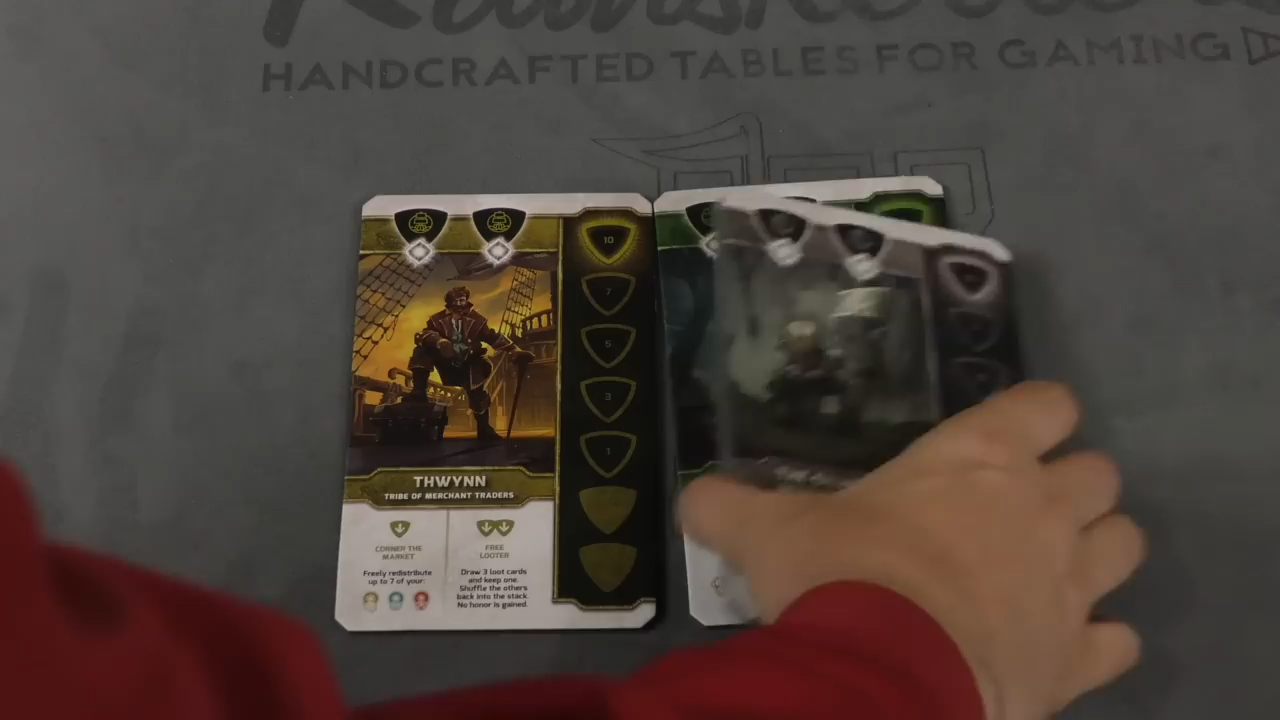 HANDCRAFTED TABLES FOR GAMING
10
7
5
3
1
THWYNN
TRIBE OF MERCHANT TRADERS
CORNER THE
MARKET
Freely redistribute
up to 7 of your:
FREE
LOOTER
Draw 3 loot cards
and keep one.
Shuffle the others
back into the stack.
No honor is gained.